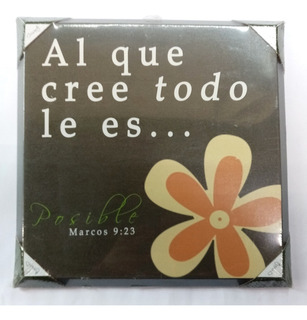 Al que
cree todo
le es...
Posible
Marcos 9:23